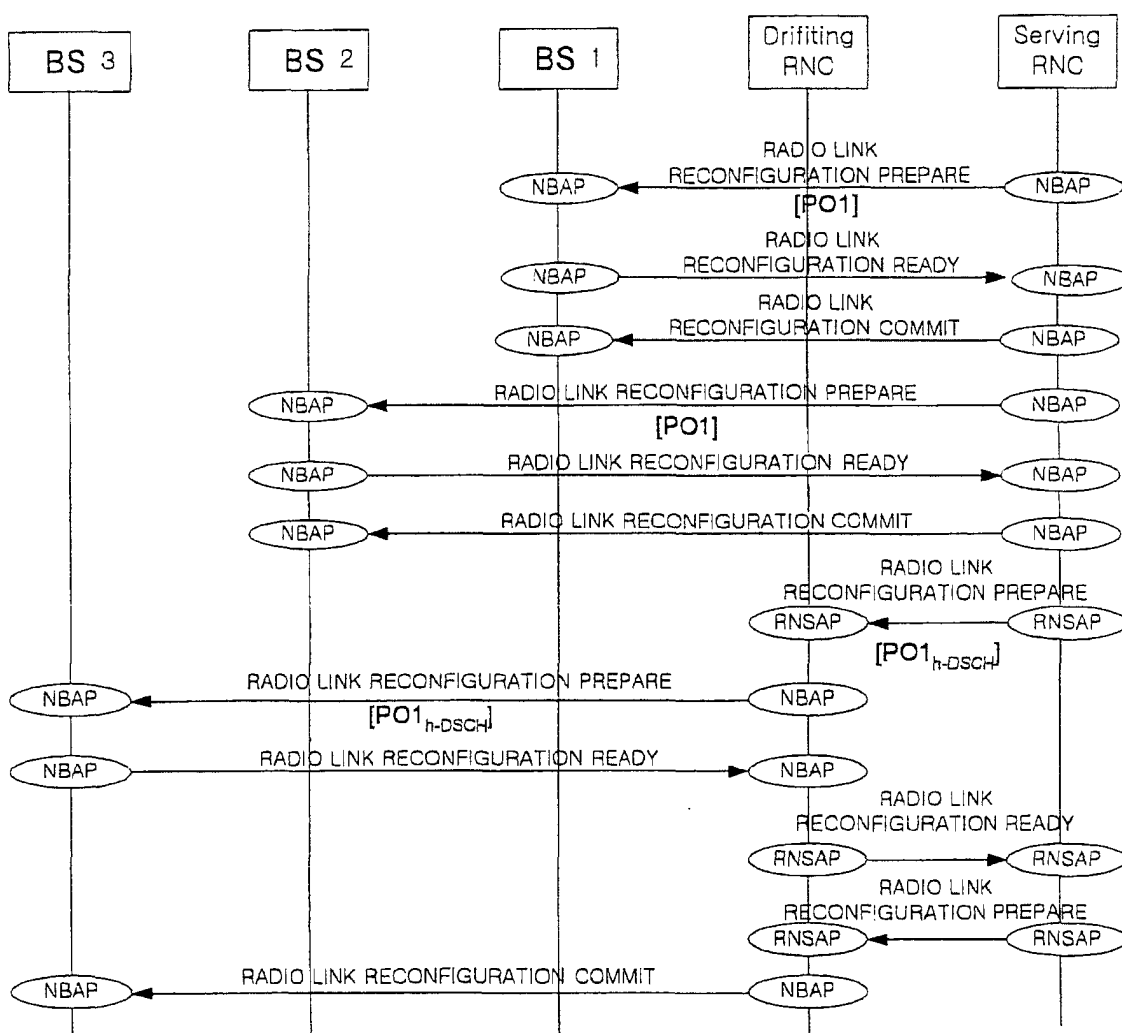 BS 3
BS 2
BS 1
Drifiting
RNC
Serving
RNC
RADIO LINK
RECONFIGURATION PREPARE
NBAP
NBAP
[PO1]
RADIO LINK
RECONFIGURATION READY
NBAP
NBAP
RADIO LINK
RECONFIGURATION COMMIT
NBAP
NBAP
RADIO LINK RECONFIGURATION PREPARE
NBAP
NBAP
[PO1]
RADIO LINK RECONFIGURATION READY
NBAP
NBAP
RADIO LINK RECONFIGURATION COMMIT
NBAP
NBAP
RADIO LINK
RECONFIGURATION PREPARE
RNSAP
RNSAP
[PO1h-DSCH]
RADIO LINK RECONFIGURATION PREPARE
NBAP
NBAP
[PO1h-DSCH]
RADIO LINK RECONFIGURATION READY
NBAP
NBAP
RADIO LINK
RECONFIGURATION READY
RNSAP
RNSAP
RADIO LINK
RECONFIGURATION PREPARE
RNSAP
RNSAP
RADIO LINK RECONFIGURATION COMMIT
NBAP
NBAP